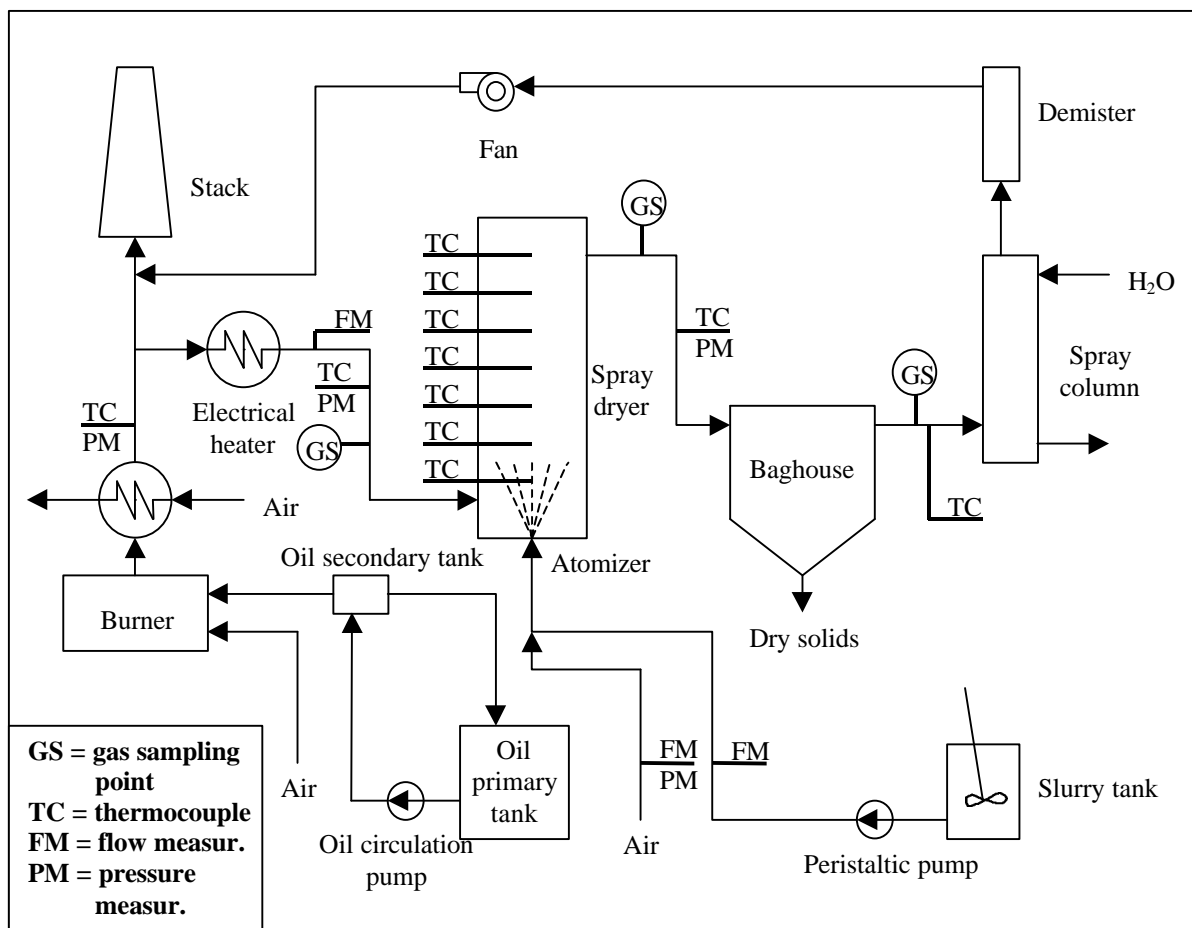 Demister
Fan
Stack
GS
TC
TC
TC
TC
TC
TC
TC
H₂O
FM
TC
PM
TC
PM
GS
Spray
dryer
Spray
column
TC
PM
Electrical
heater
GS
Baghouse
Air
TC
Oil secondary tank
Atomizer
Burner
Dry solids
GS = gas sampling
point
TC = thermocouple
FM = flow measur.
PM = pressure
measur.
Air
Oil
primary
tank
FM
PM
FM
Slurry tank
Oil circulation
pump
Air
Peristaltic pump